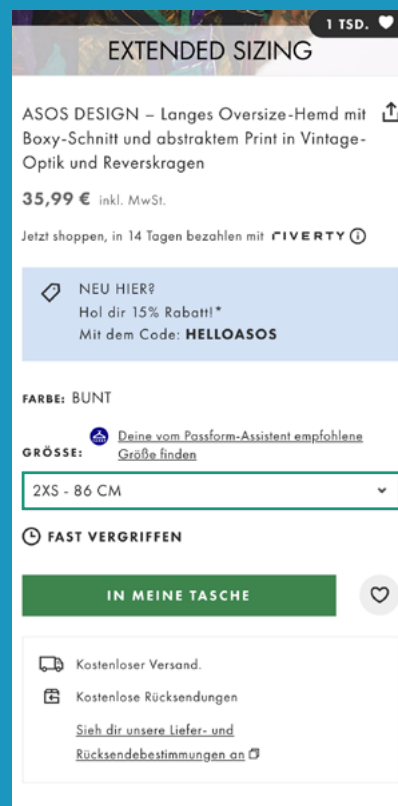 1 TSD.
EXTENDED SIZING
ASOS DESIGN – Langes Oversize-Hemd mit
Boxy-Schnitt und abstraktem Print in Vintage-
Optik und Reverskragen
35,99 € inkl. MwSt.
Jetzt shoppen, in 14 Tagen bezahlen mit RIVERTY
NEU HIER?
Hol dir 15% Rabatt!*
Mit dem Code: HELLOASOS
FARBE: BUNT
GRÖSSE: Deine vom Passform-Assistent empfohlene
Größe finden
2XS - 86 CM
FAST VERGRIFFEN
IN MEINE TASCHE
Kostenloser Versand.
Kostenlose Rücksendungen
Sieh dir unsere Liefer- und
Rücksendebestimmungen an